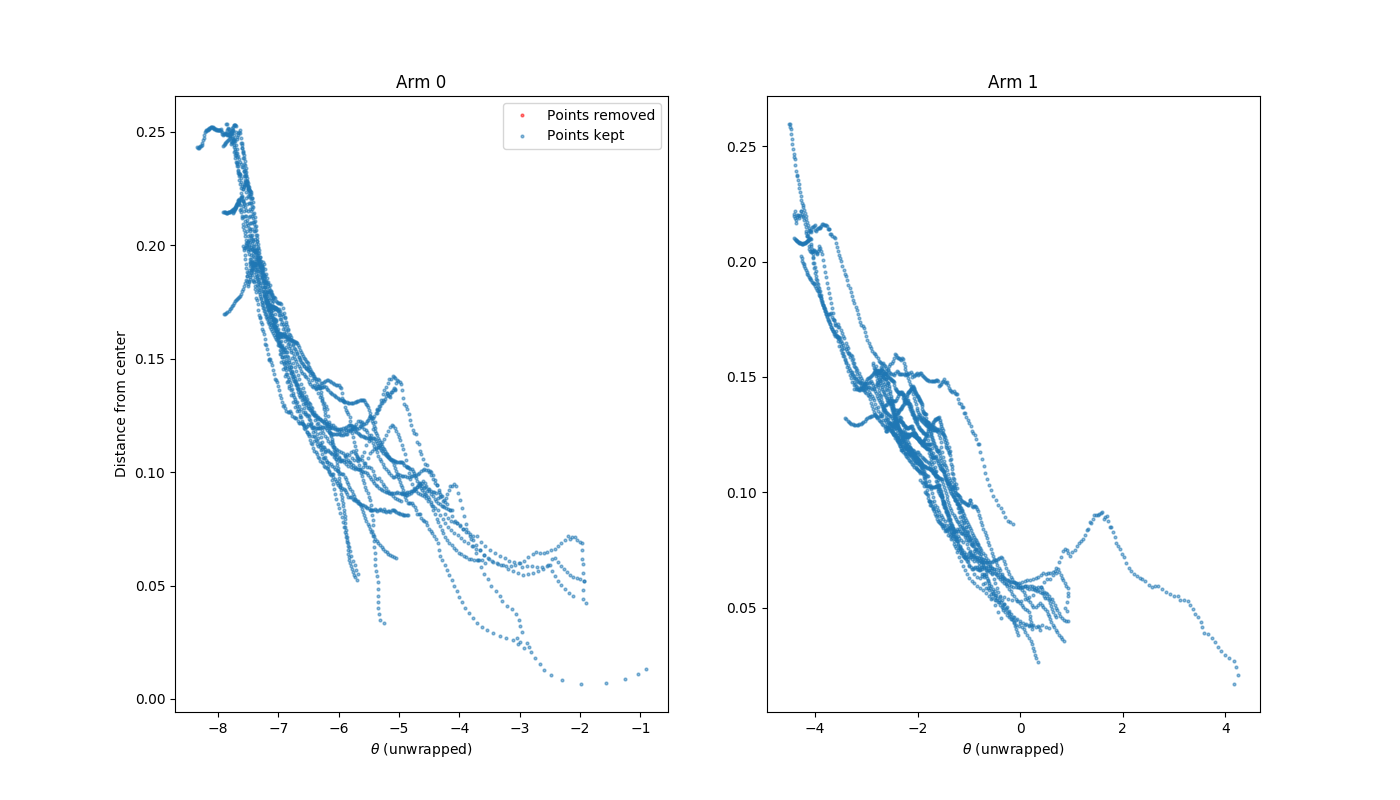 Arm 0
Points removed
Points kept
0.25
0.20
0.15
0.10
0.05
0.00
Distance from center
−8 −7 −6 −5 −4 −3 −2 −1
θ (unwrapped)
Arm 1
0.25
0.20
0.15
0.10
0.05
−4 −2 0 2 4
θ (unwrapped)